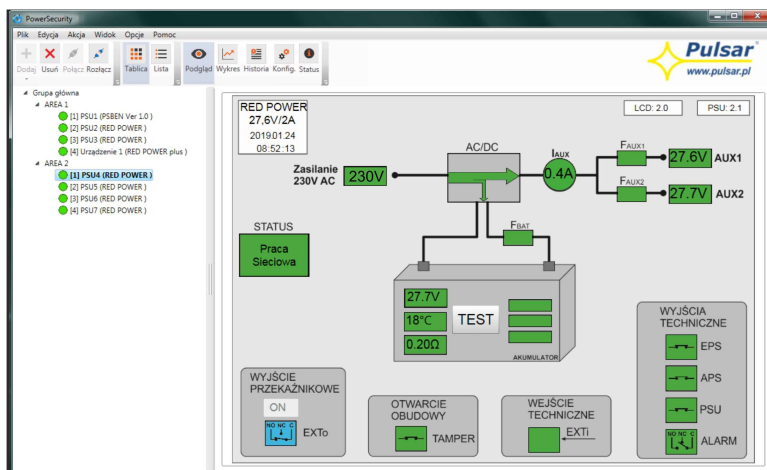 PowerSecurity
Plik Edycja Akcja Widok Opcje Pomoc
Dodaj Usuń Połącz Rozłącz Tablica Lista Podgląd Wykres Historia Konfig. Status
Pulsar
www.pulsar.pl
Grupa główna
AREA 1
[1] PSU1 (PSBEN Ver 1.0 )
[2] PSU2 (RED POWER )
[3] PSU3 (RED POWER )
[4] Urządzenie 1 (RED POWER plus )
AREA 2
[1] PSU4 (RED POWER )
[2] PSU5 (RED POWER )
[3] PSU6 (RED POWER )
[4] PSU7 (RED POWER )
RED POWER
27,6V/2A
2019.01.24
08:52:13
LCD: 2.0
PSU: 2.1
Zasilanie
230V AC
230V
AC/DC
IAUX
0.4A
FAUX1
27.6V AUX1
FAUX2
27.7V AUX2
FBAT
STATUS
Praca
Sieciowa
27.7V
18°C
0.20Ω
TEST
AKUMULATOR
WYJŚCIE
PRZEKAŹNIKOWE
ON
NO NC C
EXTo
OTWARCIE
OBUDOWY
TAMPER
WEJŚCIE
TECHNICZNE
EXTi
WYJŚCIA
TECHNICZNE
EPS
APS
PSU
NO NC C
ALARM